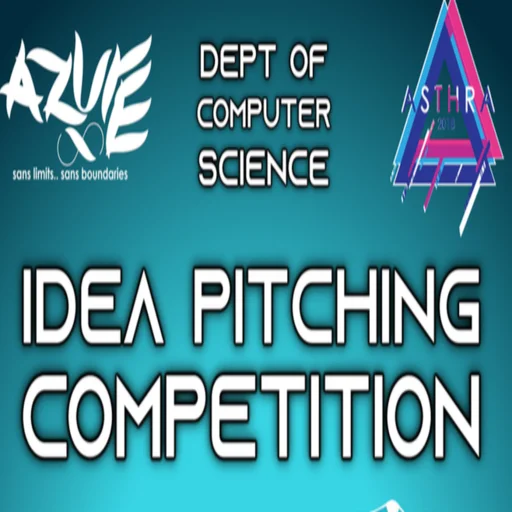 AZURE
sans limits.. sans boundaries
DEPT OF
COMPUTER
SCIENCE
ASTHRA
2018
IDEA PITCHING
COMPETITION